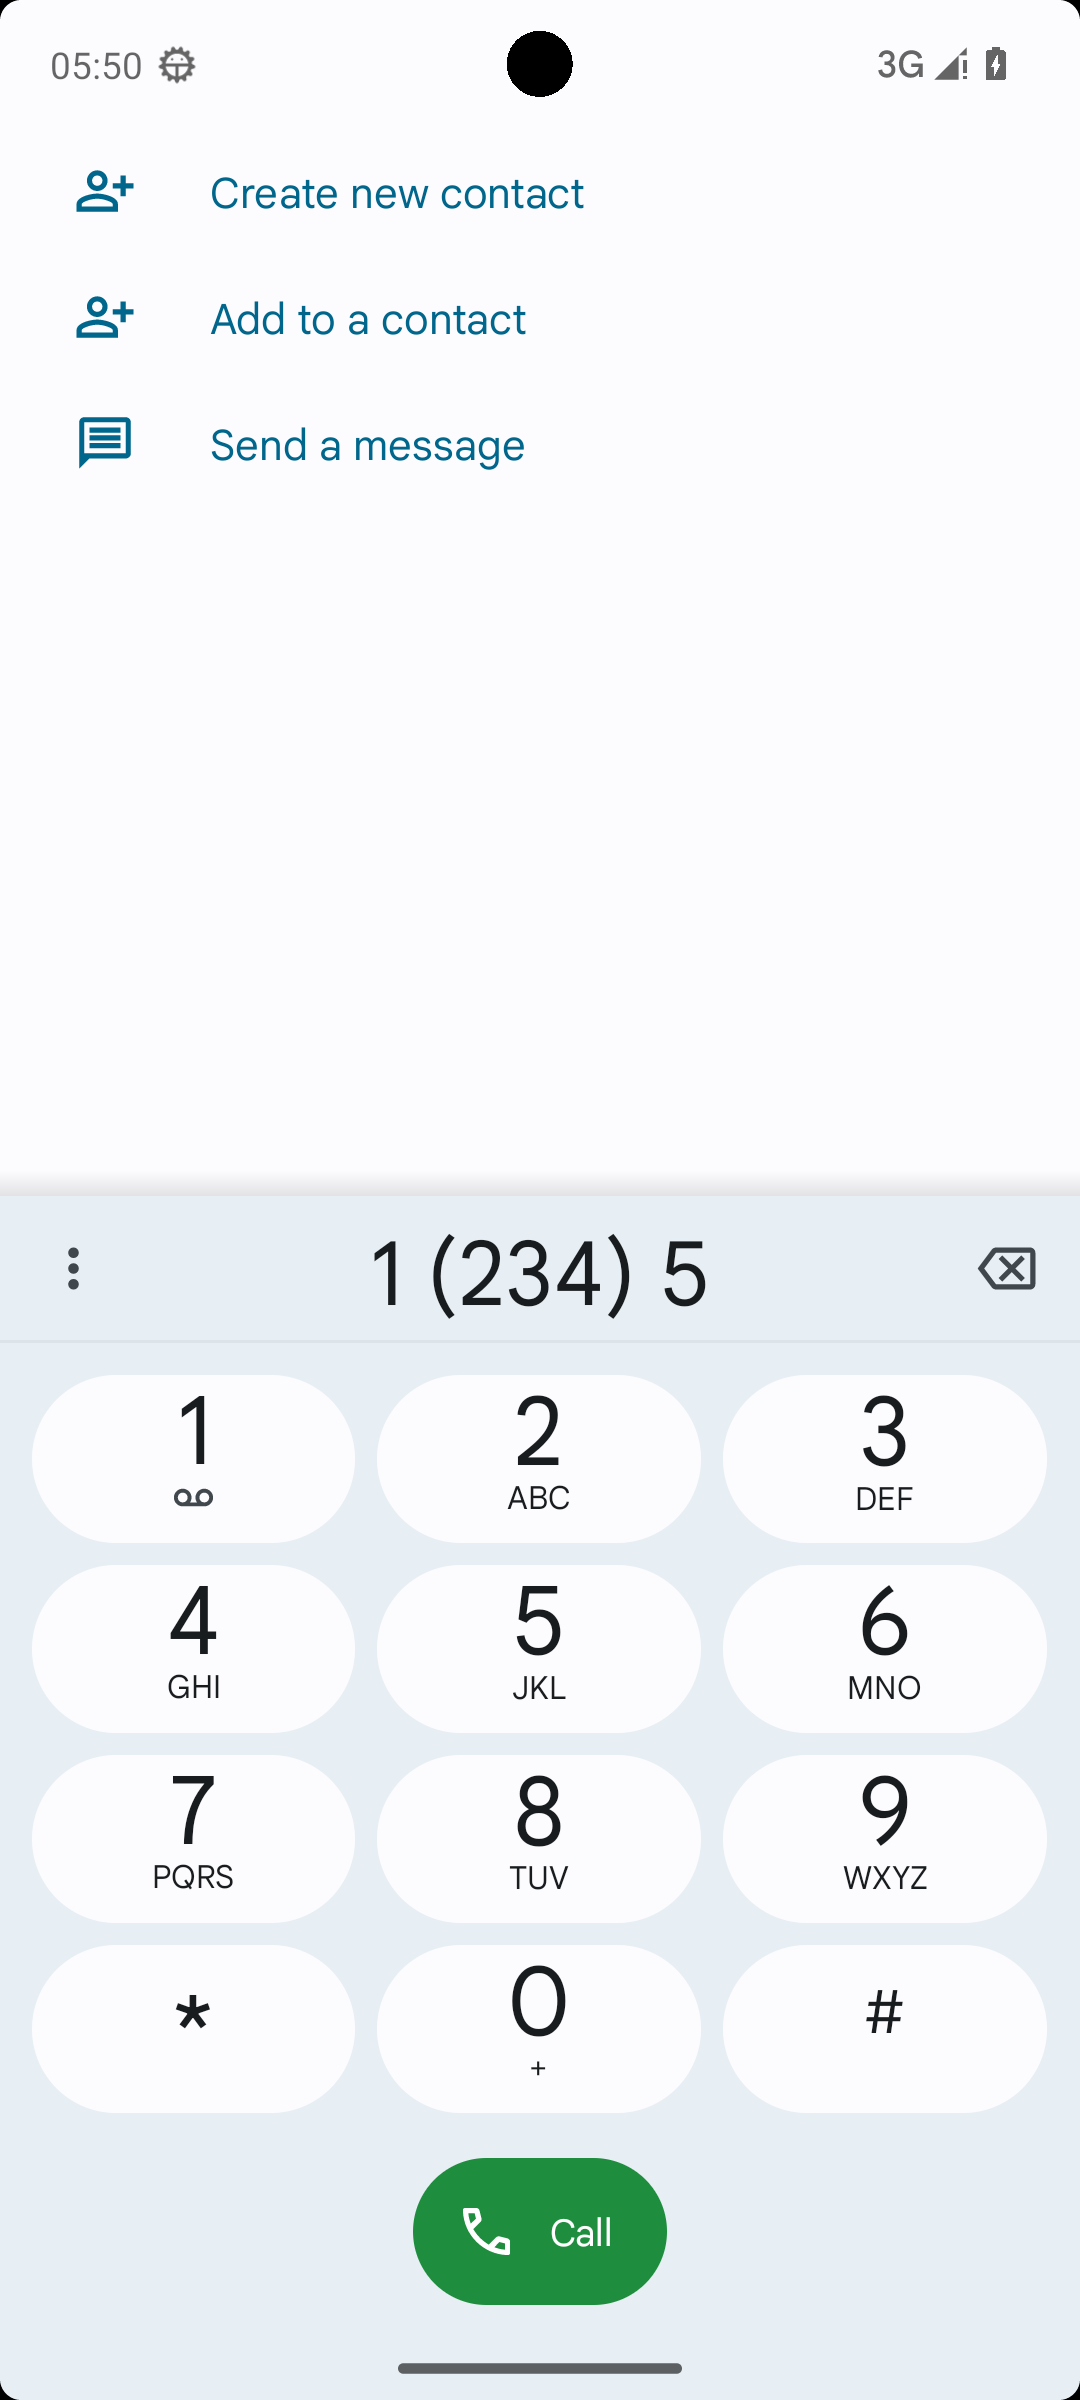 05:50 3G
Create new contact
Add to a contact
Send a message
1 (234) 5
1 2 3
ABC DEF
4 5 6
GHI JKL MNO
7 8 9
PQRS TUV WXYZ
* 0 #
+
Call